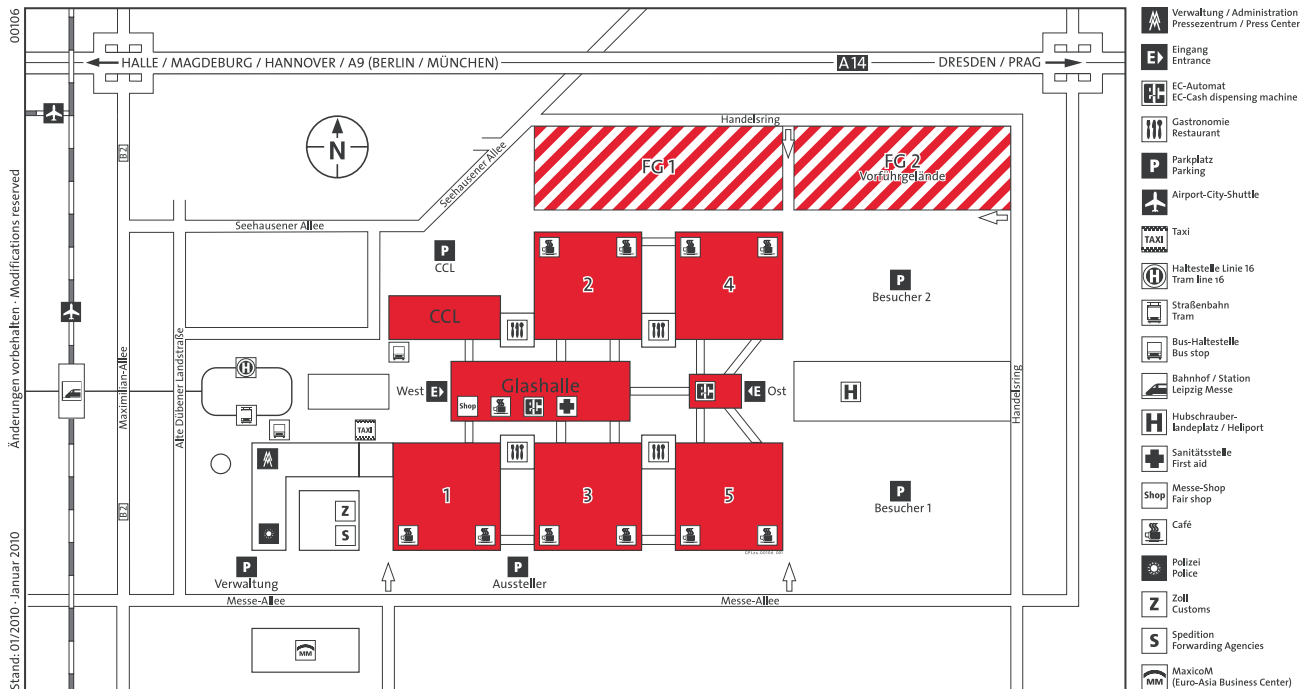 00106
Änderungen vorbehalten · Modifications reserved
Stand: 01/2010 · Januar 2010
HALLE / MAGDEBURG / HANNOVER / A9 (BERLIN / MÜNCHEN)
A 14
DRESDEN / PRAG
B2
N
Seehausener Allee
Seehausener Allee
Handelsring
FG 1
FG 2
Vorführgelände
P
CCL
CCL
2
4
P
Besucher 2
Maximilian-Allee
Alte Dübener Landstraße
H
West
E
Glashalle
Shop
EC
EC
E
Ost
H
Handelsring
TAXI
1
3
5
P
Besucher 1
B2
Z
S
P
Verwaltung
P
Aussteller
Messe-Allee
Messe-Allee
MM
Verwaltung / Administration
Pressezentrum / Press Center
E
Eingang
Entrance
EC
EC-Automat
EC-Cash dispensing machine
Gastronomie
Restaurant
P
Parkplatz
Parking
Airport-City-Shuttle
TAXI
Taxi
H
Haltestelle Linie 16
Tram line 16
Straßenbahn
Tram
Bus-Haltestelle
Bus stop
Bahnhof / Station
Leipzig Messe
H
Hubschrauber-
landeplatz / Heliport
Sanitätsstelle
First aid
Shop
Messe-Shop
Fair shop
Café
Polizei
Police
Z
Zoll
Customs
S
Spedition
Forwarding Agencies
MM
MaxicoM
(Euro-Asia Business Center)